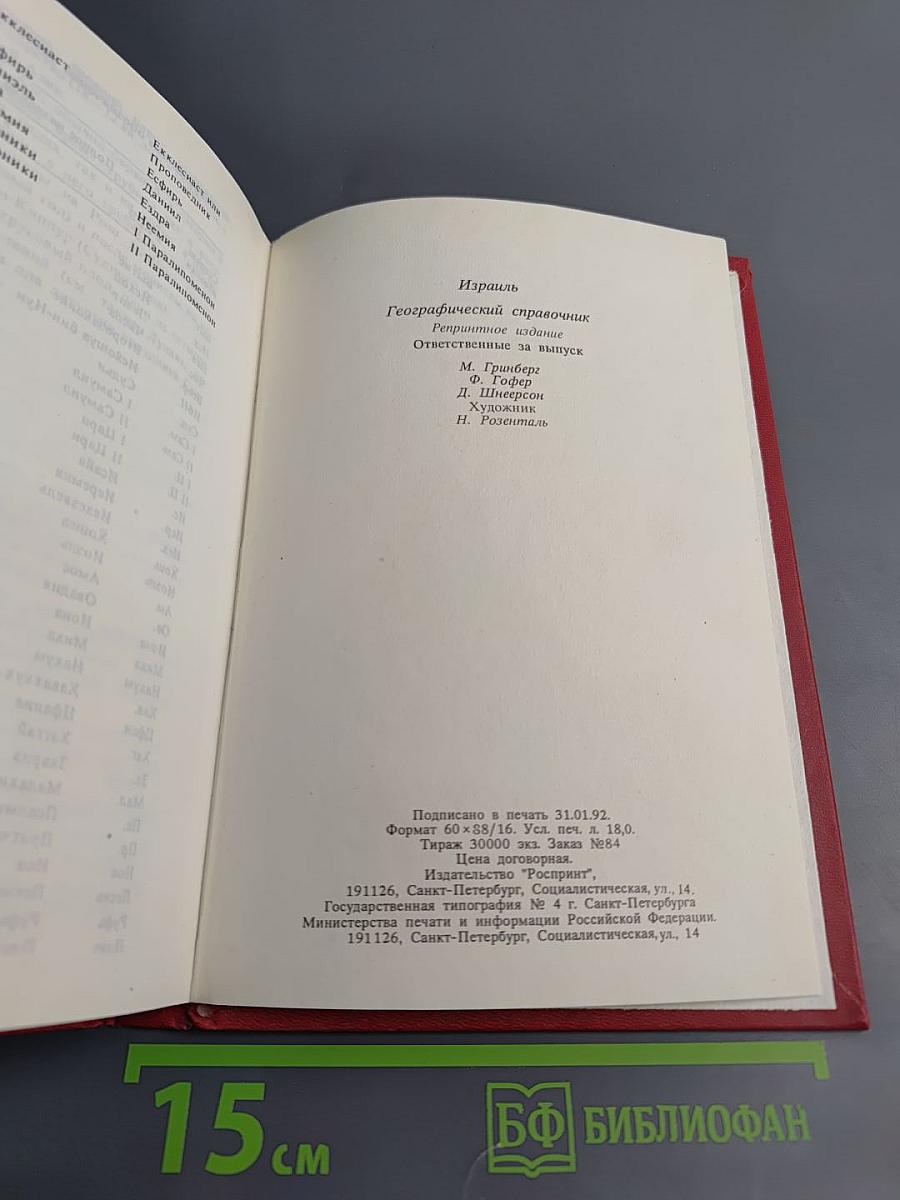 Екклесиаст
Екклесиаст или
Проповедник
Есфирь
Даниил
Ездра
Неемия
I Паралипоменон
II Паралипоменон
Израиль
Географический справочник
Репринтное издание
Ответственные за выпуск
М. Гринберг
Ф. Гофер
Д. Шнеерсон
Художник
Н. Розенталь
Подписано в печать 31.01.92.
Формат 60×88/16. Усл. печ. л. 18,0.
Тираж 30000 экз. Заказ №84
Цена договорная.
Издательство "Роспринт",
191126, Санкт-Петербург, Социалистическая, ул., 14.
Государственная типография № 4 г. Санкт-Петербурга
Министерства печати и информации Российской Федерации.
191126, Санкт-Петербург, Социалистическая, ул., 14
15 см
БФ БИБЛИОФАН